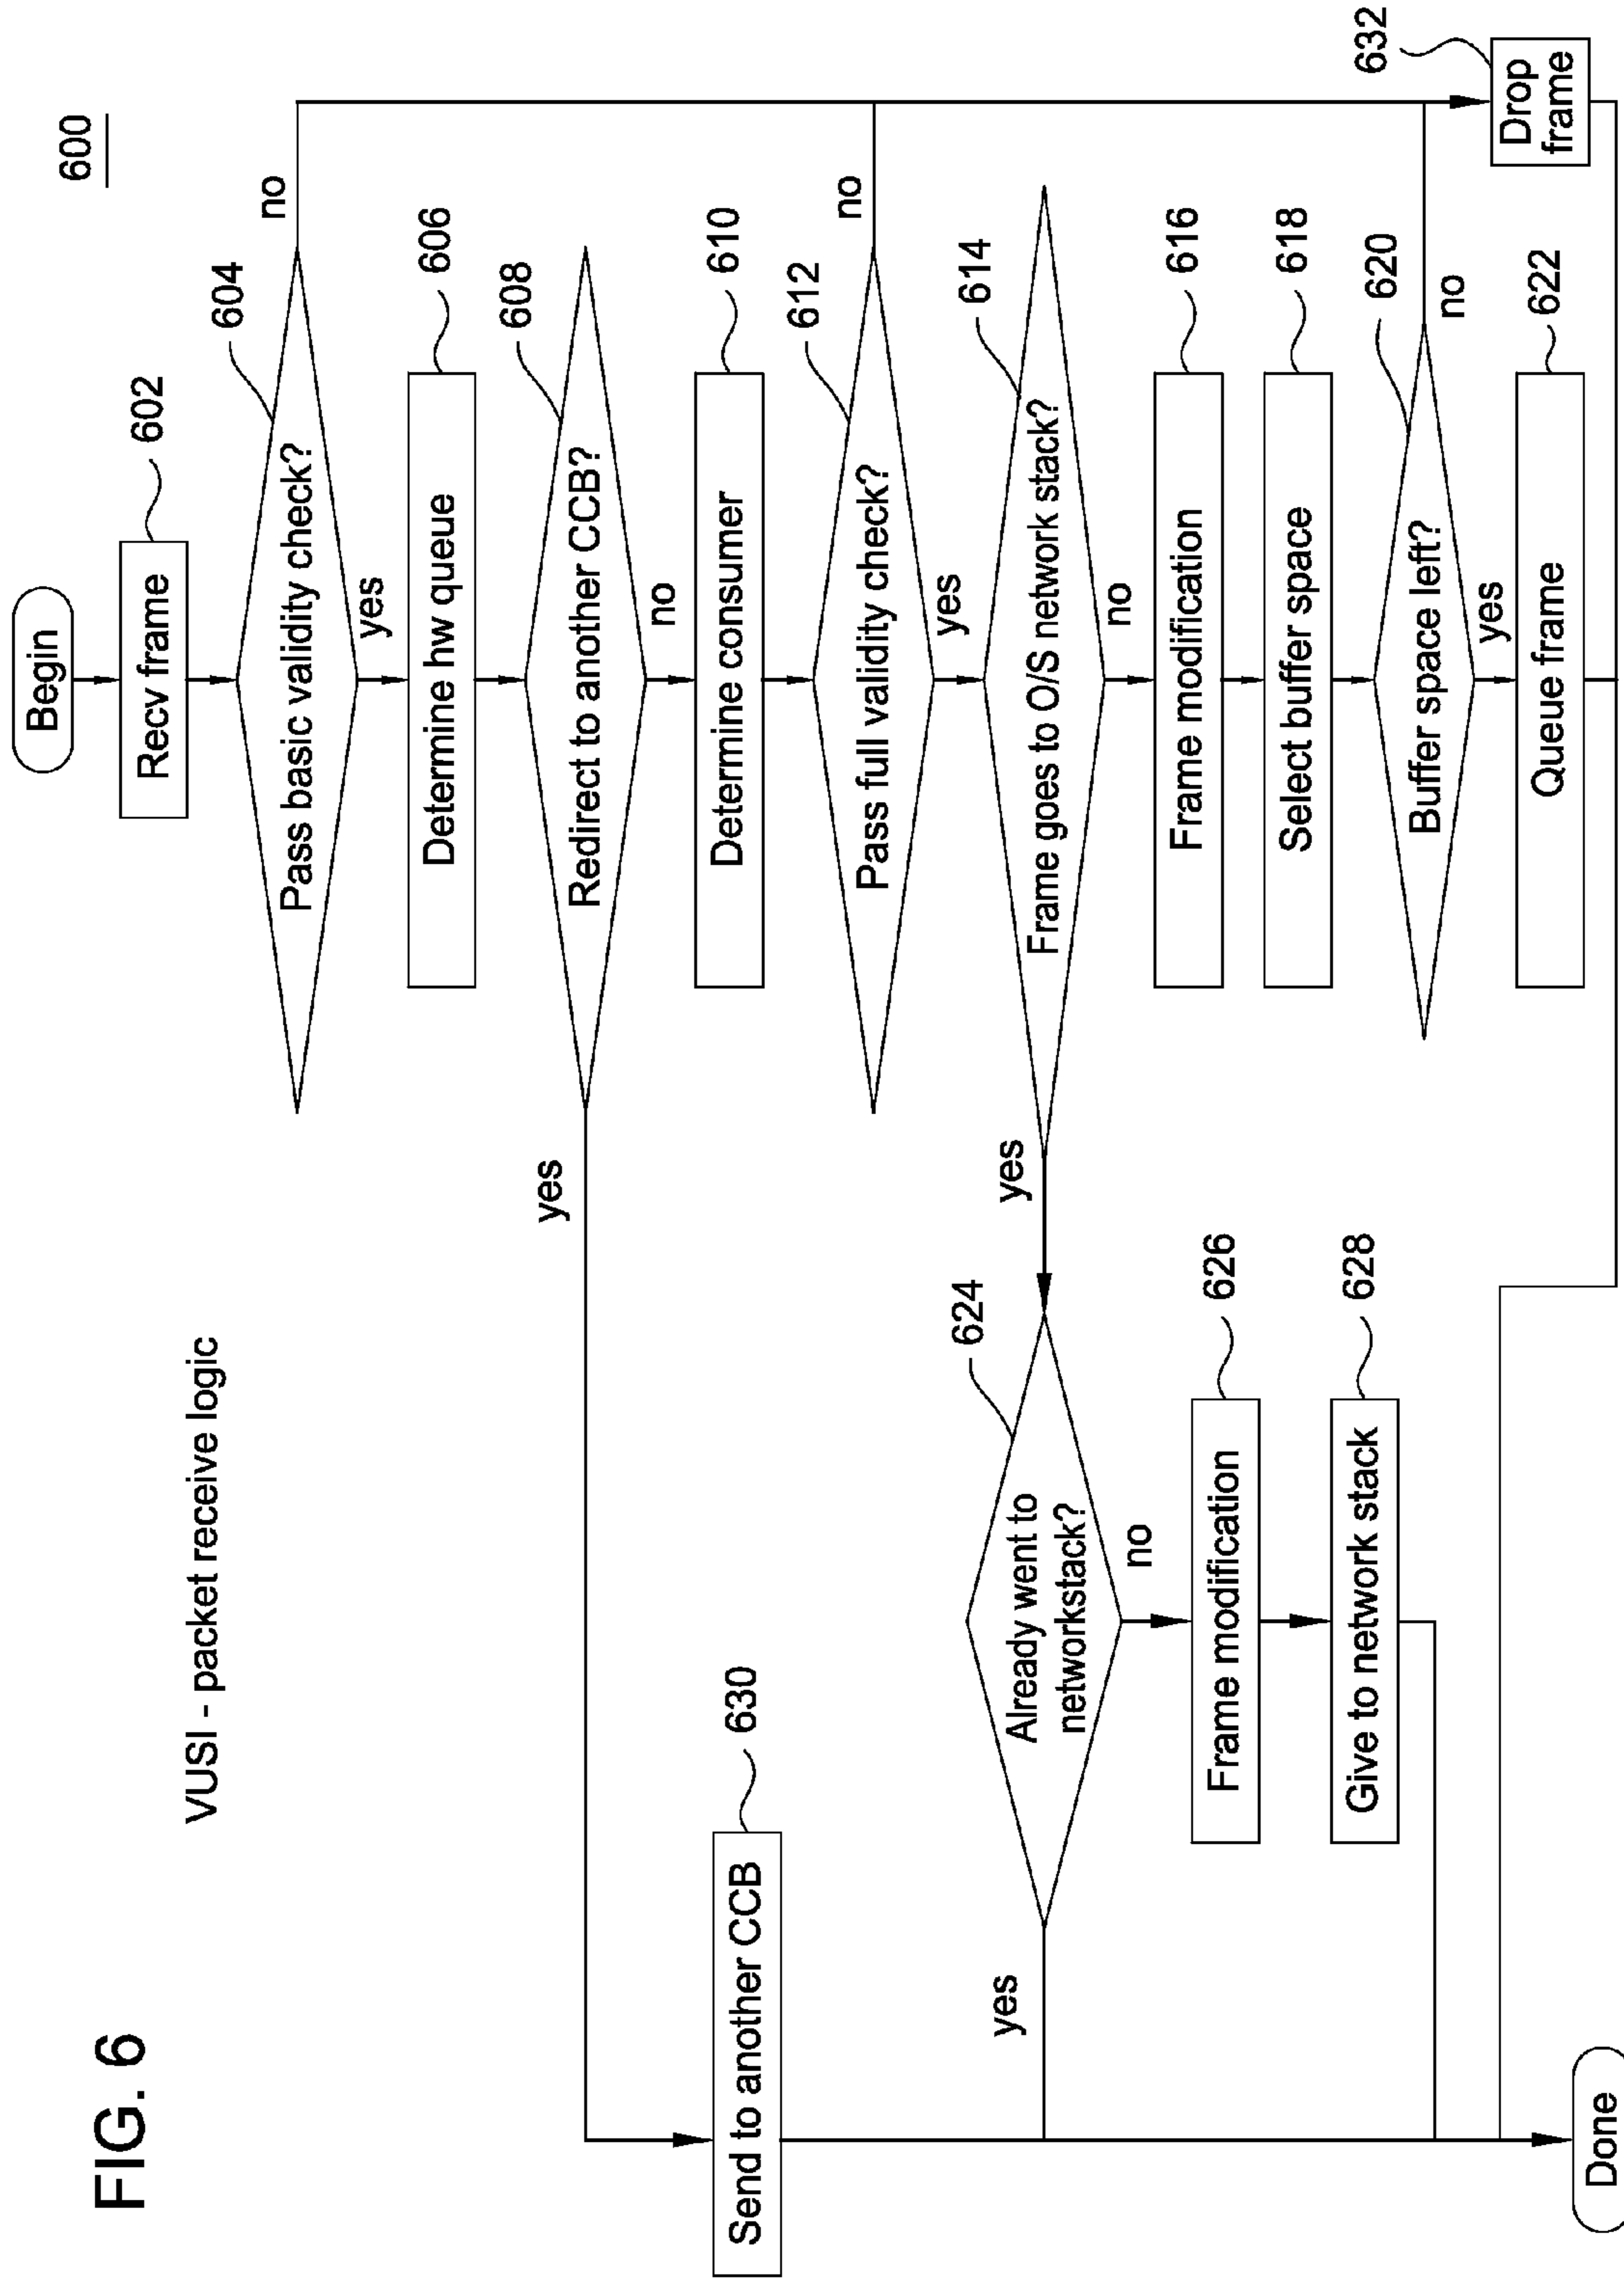 FIG. 6
VUSI - packet receive logic
600
Begin
Recv frame
602
Pass basic validity check?
604
no
yes
Determine hw queue
606
Redirect to another CCB?
608
yes
no
Send to another CCB
630
Determine consumer
610
Pass full validity check?
612
no
yes
Frame goes to O/S network stack?
614
yes
no
Already went to
networkstack?
624
yes
no
Frame modification
626
Give to network stack
628
Frame modification
616
Select buffer space
618
Buffer space left?
620
no
yes
Queue frame
622
Drop
frame
632
Done